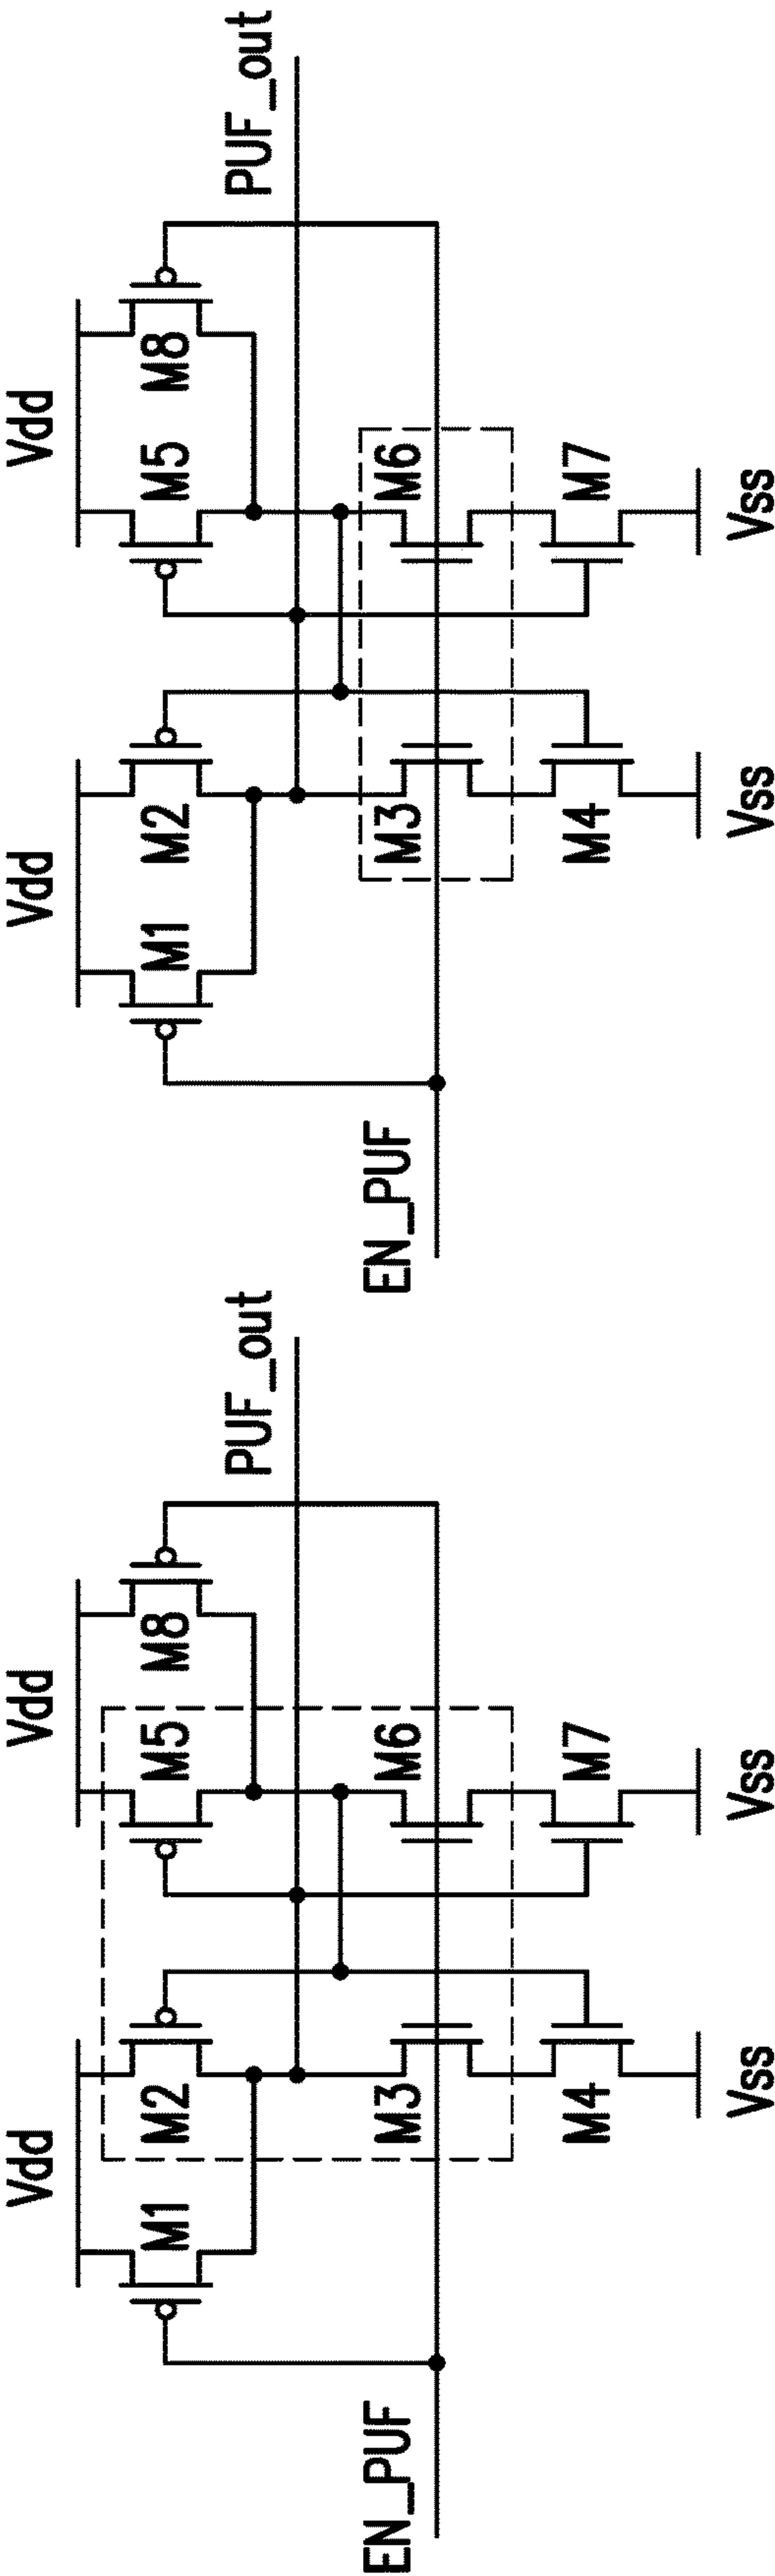 Vdd
Vdd
M1
M2
M5
M8
PUF_out
EN_PUF
M3
M6
M4
M7
Vss
Vss
Vdd
Vdd
M1
M2
M5
M8
PUF_out
EN_PUF
M3
M6
M4
M7
Vss
Vss